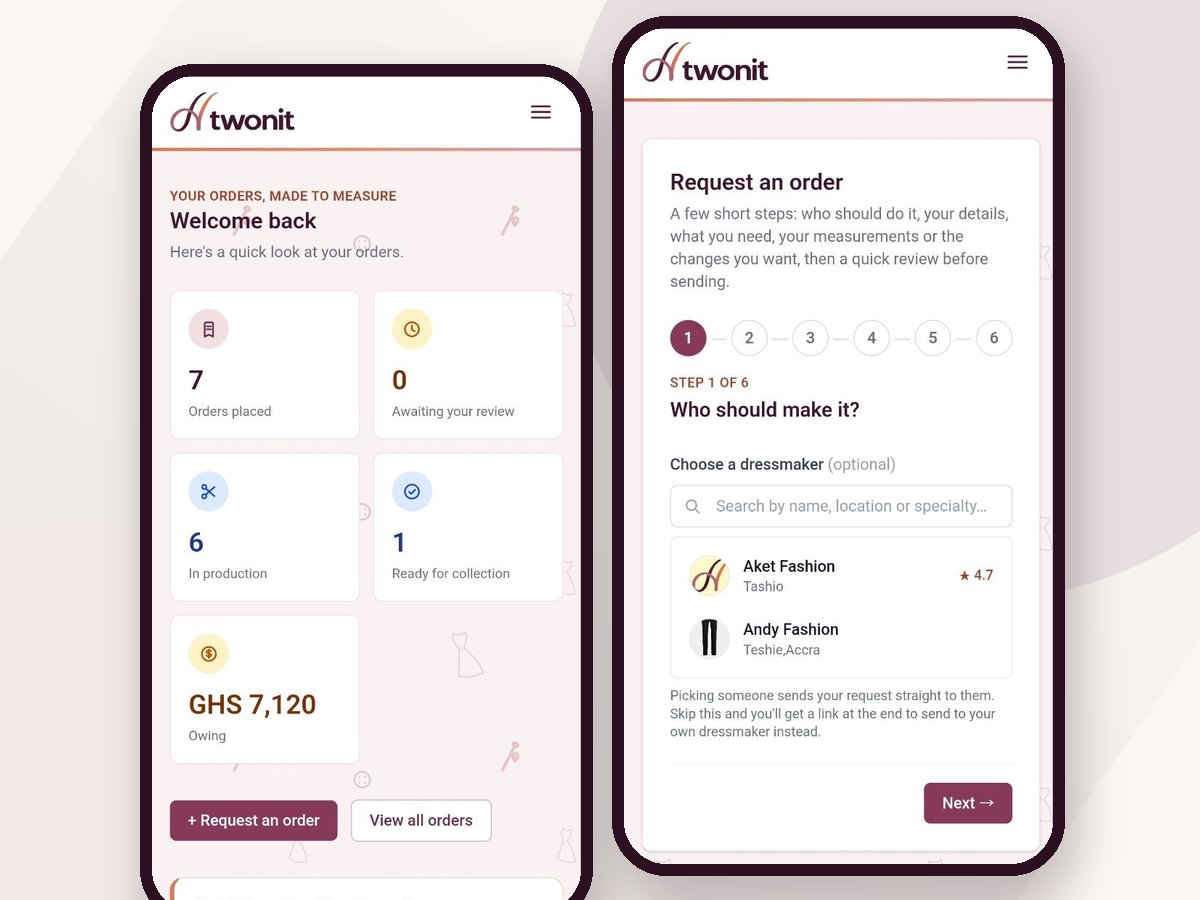 twonit
YOUR ORDERS, MADE TO MEASURE
Welcome back
Here's a quick look at your orders.
7
Orders placed
0
Awaiting your review
6
In production
1
Ready for collection
GHS 7,120
Owing
+ Request an order
View all orders
twonit
Request an order
A few short steps: who should do it, your details,
what you need, your measurements or the
changes you want, then a quick review before
sending.
1 2 3 4 5 6
STEP 1 OF 6
Who should make it?
Choose a dressmaker (optional)
Search by name, location or specialty...
Aket Fashion
Tashio
★ 4.7
Andy Fashion
Teshie,Accra
Picking someone sends your request straight to them.
Skip this and you'll get a link at the end to send to your
own dressmaker instead.
Next →